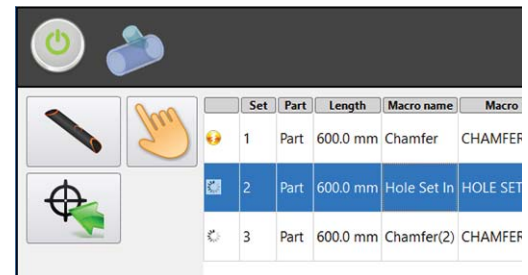 Set Part Length Macro name Macro
1 Part 600.0 mm Chamfer CHAMFER
2 Part 600.0 mm Hole Set In HOLE SET
3 Part 600.0 mm Chamfer(2) CHAMFER